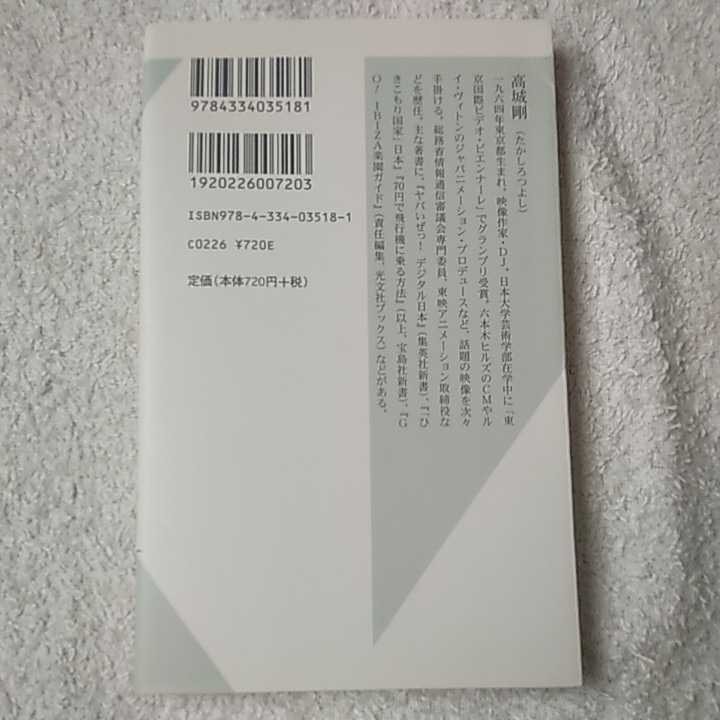 高城剛（たかしろつよし）
一九六四年東京都生まれ。映像作家・DJ。日本大学芸術学部在学中に「東
京国際ビデオ・ビエンナーレ」でグランプリ受賞。六本木ヒルズのCMやル
イ・ヴィトンのジャパニメーション・プロデュースなど、話題の映像を次々
手掛ける。総務省情報通信審議会専門委員、東映アニメーション取締役な
どを歴任。主な著書に、『ヤバいぜっ！デジタル日本』（集英社新書）、『「ひ
きこもり国家」日本』『70円で飛行機に乗る方法』（以上、宝島社新書）、『G
O！IBIZA楽園ガイド』（責任編集、光文社ブックス）などがある。
9784334035181
1920226007203
ISBN978-4-334-03518-1
C0226 ¥720E
定価（本体720円＋税）